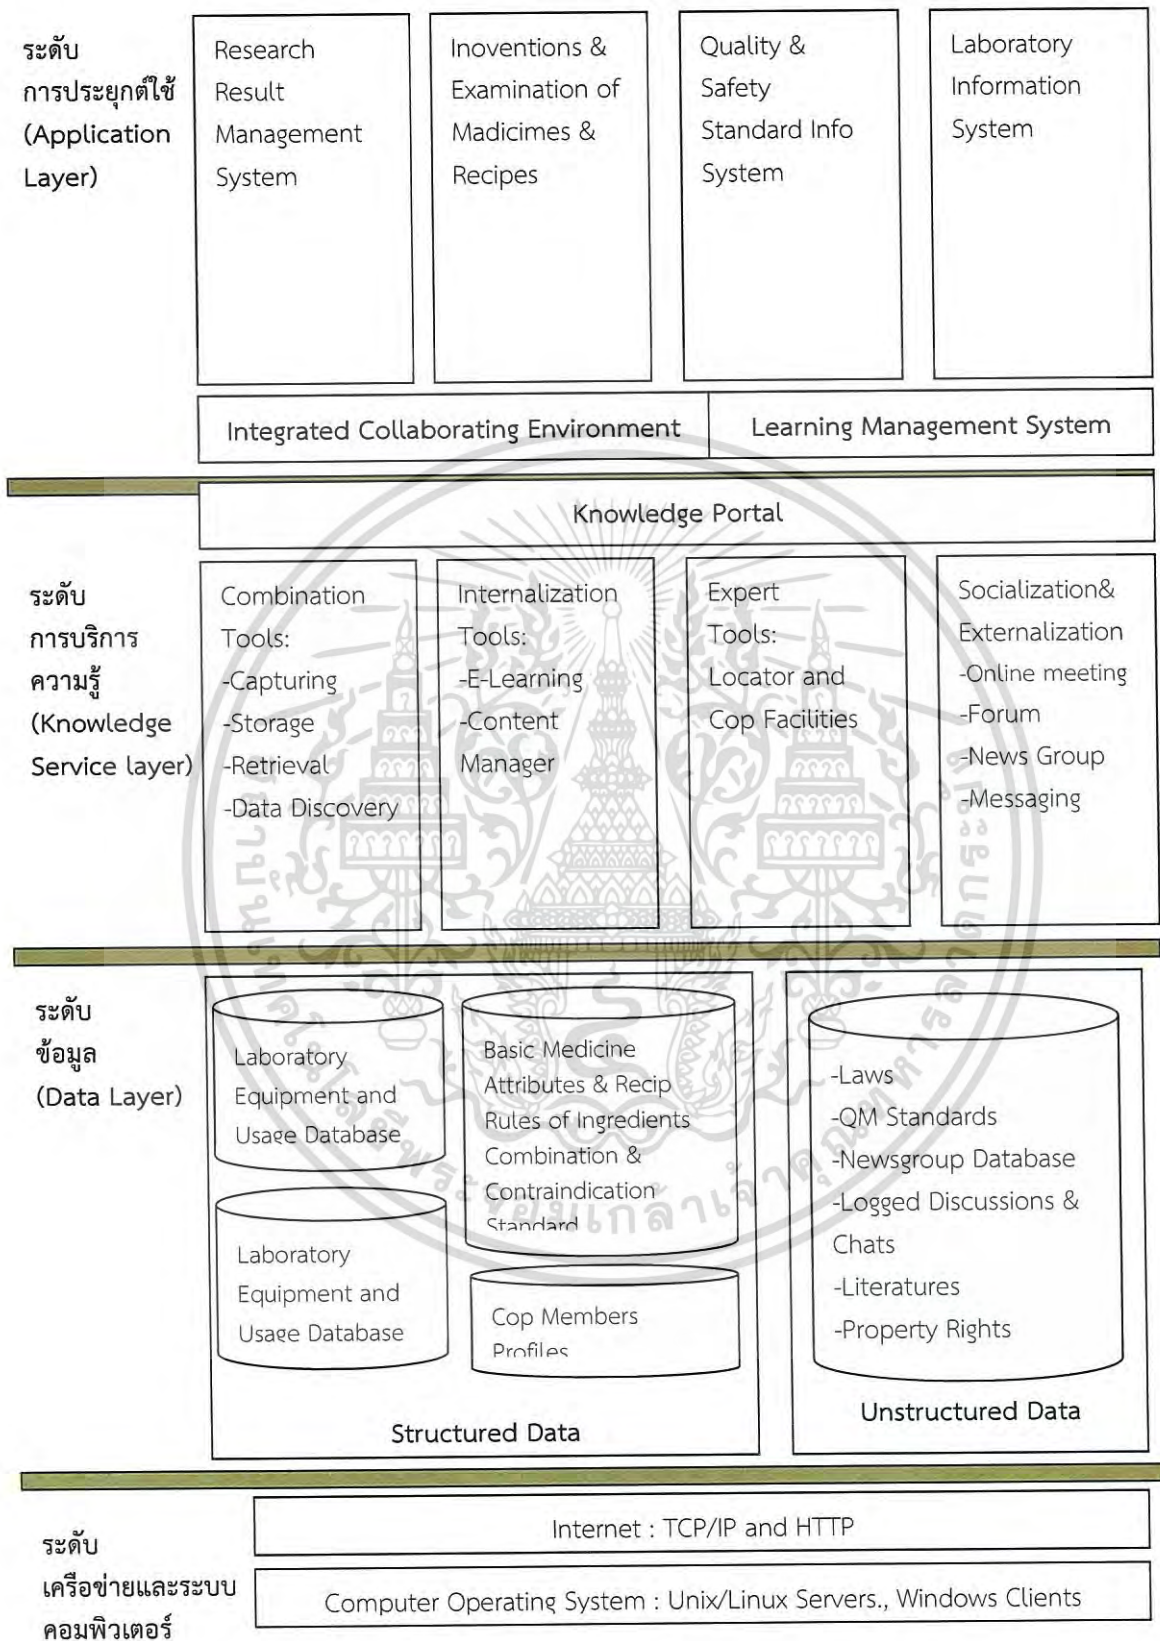 ระดับ
การประยุกต์ใช้
(Application
Layer)
Research
Result
Management
System
Inoventions &
Examination of
Madicimes &
Recipes
Quality &
Safety
Standard Info
System
Laboratory
Information
System
Integrated Collaborating Environment
Learning Management System
Knowledge Portal
ระดับ
การบริการ
ความรู้
(Knowledge
Service layer)
Combination
Tools:
-Capturing
-Storage
-Retrieval
-Data Discovery
Internalization
Tools:
-E-Learning
-Content
Manager
Expert
Tools:
Locator and
Cop Facilities
Socialization&
Externalization
-Online meeting
-Forum
-News Group
-Messaging
ระดับ
ข้อมูล
(Data Layer)
Laboratory
Equipment and
Usage Database
Laboratory
Equipment and
Usage Database
Basic Medicine
Attributes & Recip
Rules of Ingredients
Combination &
Contraindication
Standard
Cop Members
Profiles
Structured Data
-Laws
-QM Standards
-Newsgroup Database
-Logged Discussions &
Chats
-Literatures
-Property Rights
Unstructured Data
ระดับ
เครือข่ายและระบบ
คอมพิวเตอร์
Internet : TCP/IP and HTTP
Computer Operating System : Unix/Linux Servers., Windows Clients